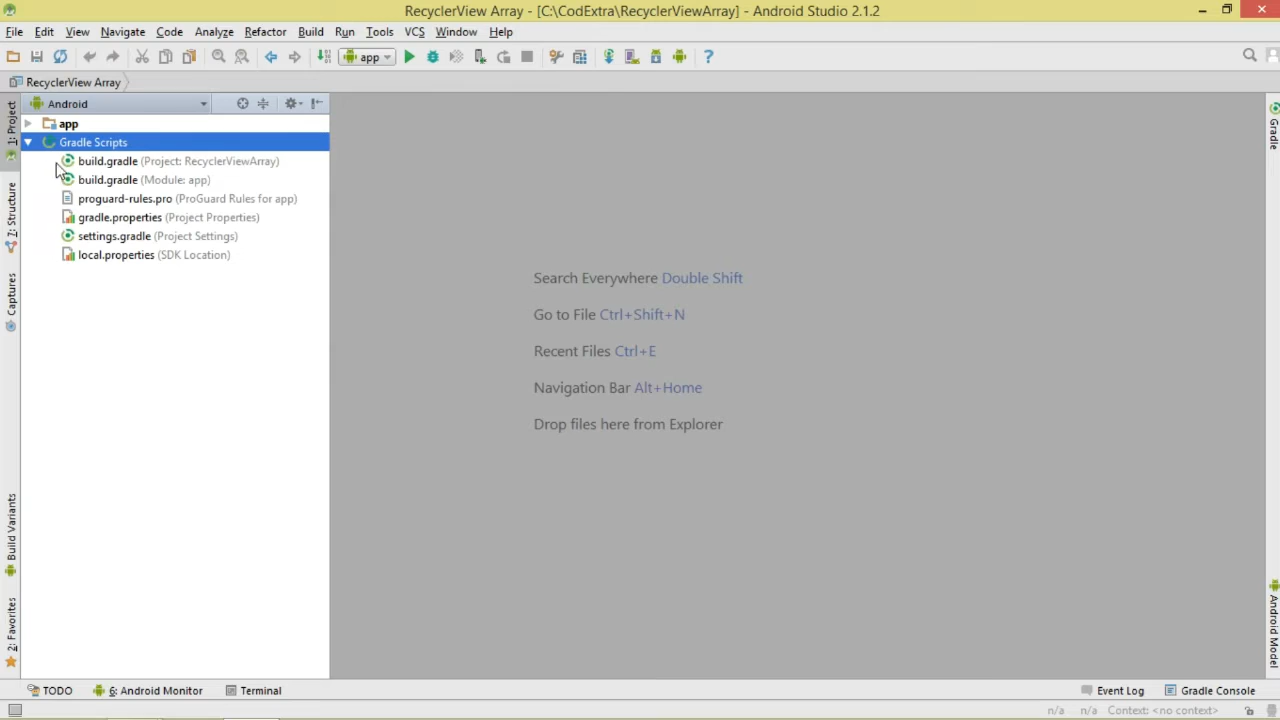 RecyclerView Array - [C:\CodExtra\RecyclerViewArray] - Android Studio 2.1.2
File Edit View Navigate Code Analyze Refactor Build Run Tools VCS Window Help
app
RecyclerView Array
Android
app
Gradle Scripts
build.gradle (Project: RecyclerViewArray)
build.gradle (Module: app)
proguard-rules.pro (ProGuard Rules for app)
gradle.properties (Project Properties)
settings.gradle (Project Settings)
local.properties (SDK Location)
1: Project
7: Structure
Captures
Build Variants
2: Favorites
Search Everywhere Double Shift
Go to File Ctrl+Shift+N
Recent Files Ctrl+E
Navigation Bar Alt+Home
Drop files here from Explorer
Gradle
Android Model
TODO 6: Android Monitor Terminal Event Log Gradle Console
n/a n/a Context: <no context>